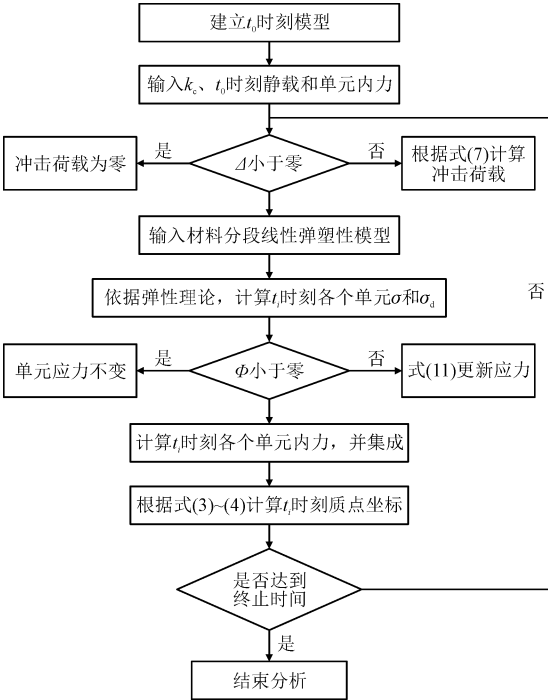 建立t₀时刻模型
输入k_c、t₀时刻静载和单元内力
是
否
冲击荷载为零
Δ小于零
根据式(7)计算
冲击荷载
输入材料分段线性弹塑性模型
依据弹性理论，计算tᵢ时刻各个单元σ和σ_d
否
是
否
单元应力不变
Φ小于零
式(11)更新应力
计算tᵢ时刻各个单元内力，并集成
根据式(3)~(4)计算tᵢ时刻质点坐标
是否达到
终止时间
是
结束分析